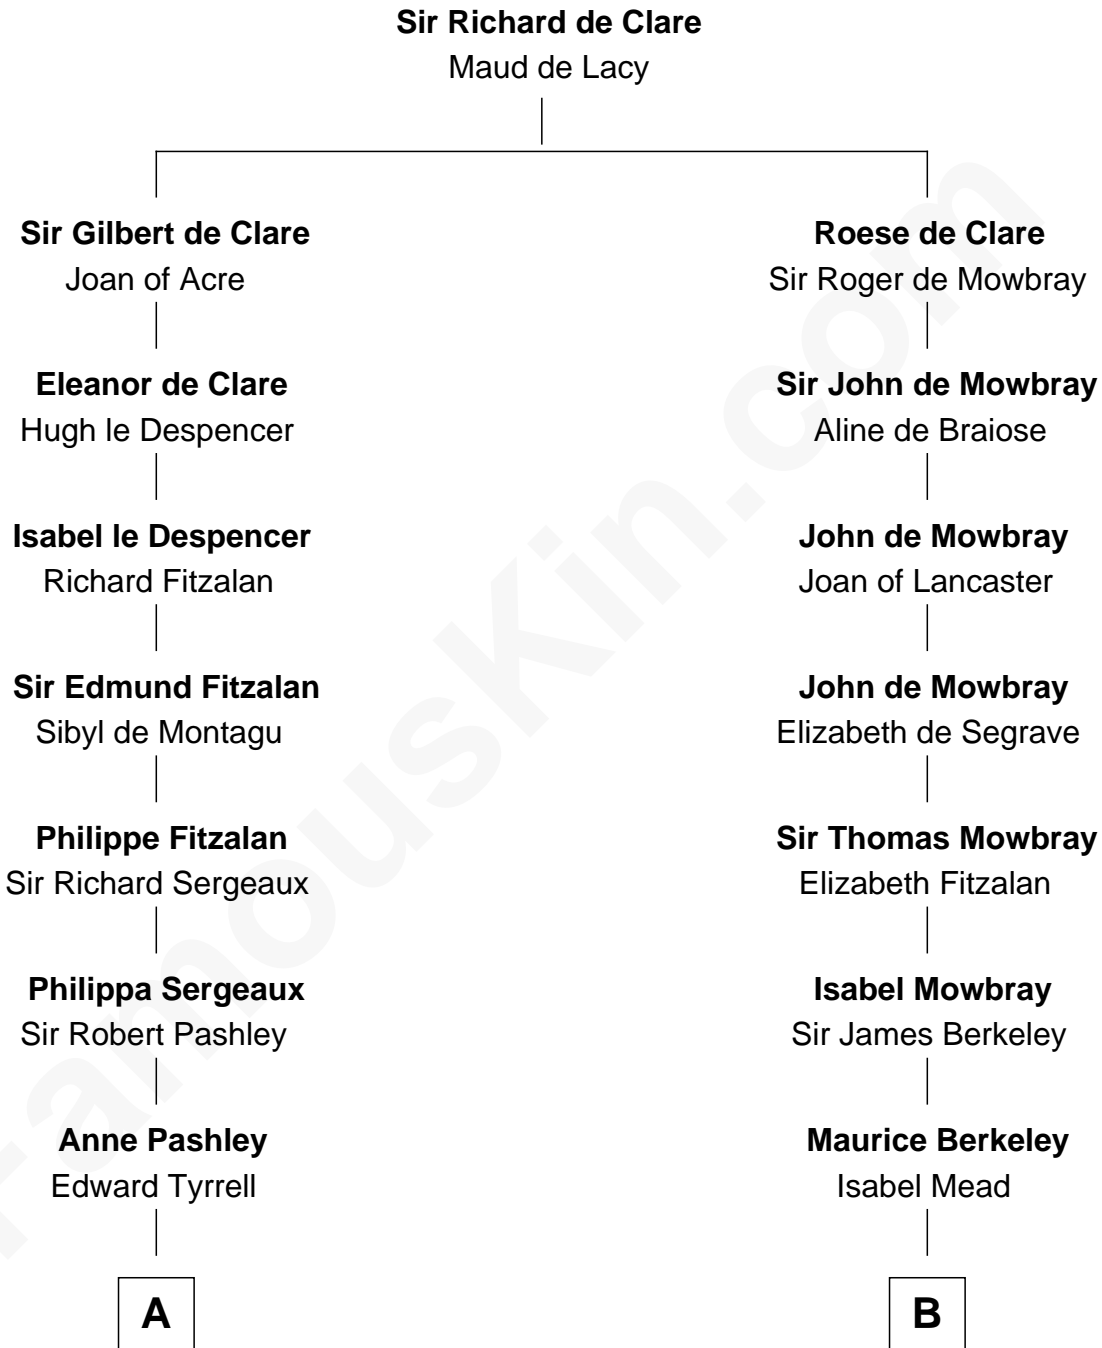 Sir Richard de Clare
Maud de Lacy
Sir Gilbert de Clare
Joan of Acre
Roese de Clare
Sir Roger de Mowbray
Eleanor de Clare
Hugh le Despencer
Sir John de Mowbray
Aline de Braiose
Isabel le Despencer
Richard Fitzalan
John de Mowbray
Joan of Lancaster
Sir Edmund Fitzalan
Sibyl de Montagu
John de Mowbray
Elizabeth de Segrave
Philippe Fitzalan
Sir Richard Sergeaux
Sir Thomas Mowbray
Elizabeth Fitzalan
Philippa Sergeaux
Sir Robert Pashley
Isabel Mowbray
Sir James Berkeley
Anne Pashley
Edward Tyrrell
Maurice Berkeley
Isabel Mead
A
B
FamousKin.com